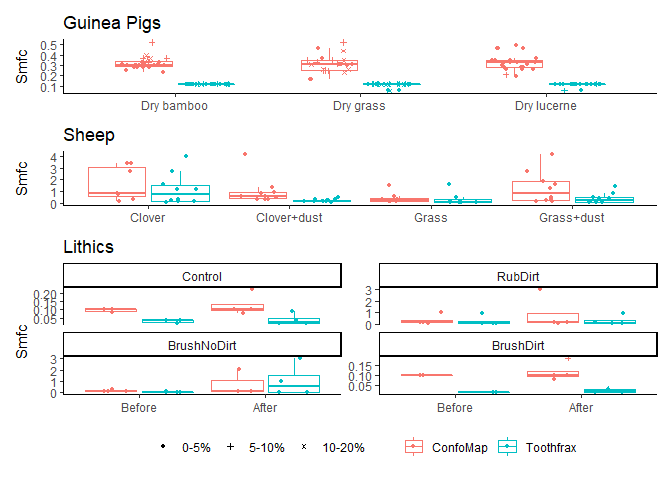 Guinea Pigs
Smfc
0.5
0.4
0.3
0.2
0.1
Dry bamboo Dry grass Dry lucerne
Sheep
Smfc
4
3
2
1
0
Clover Clover+dust Grass Grass+dust
Lithics
Smfc
Control RubDirt
0.20
0.15
0.10
0.05
3
2
1
0
BrushNoDirt BrushDirt
3
2
1
0
0.15
0.10
0.05
Before After Before After
0-5% 5-10% 10-20% ConfoMap Toothfrax